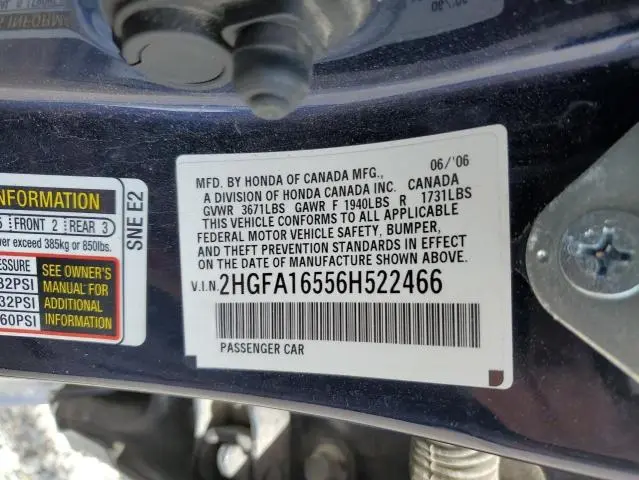 MFD. BY HONDA OF CANADA MFG., 06/'06
A DIVISION OF HONDA CANADA INC. CANADA
GVWR 3671LBS GAWR F 1940LBS R 1731LBS
THIS VEHICLE CONFORMS TO ALL APPLICABLE
FEDERAL MOTOR VEHICLE SAFETY, BUMPER,
AND THEFT PREVENTION STANDARDS IN EFFECT
ON THE DATE OF MANUFACTURE SHOWN ABOVE.
V.I.N. 2HGFA16556H522466
PASSENGER CAR
NFORMATION
5 FRONT 2 REAR 3
ver exceed 385kg or 850lbs.
ESSURE SEE OWNER'S
32PSI MANUAL FOR
32PSI ADDITIONAL
60PSI INFORMATION
SNE E2